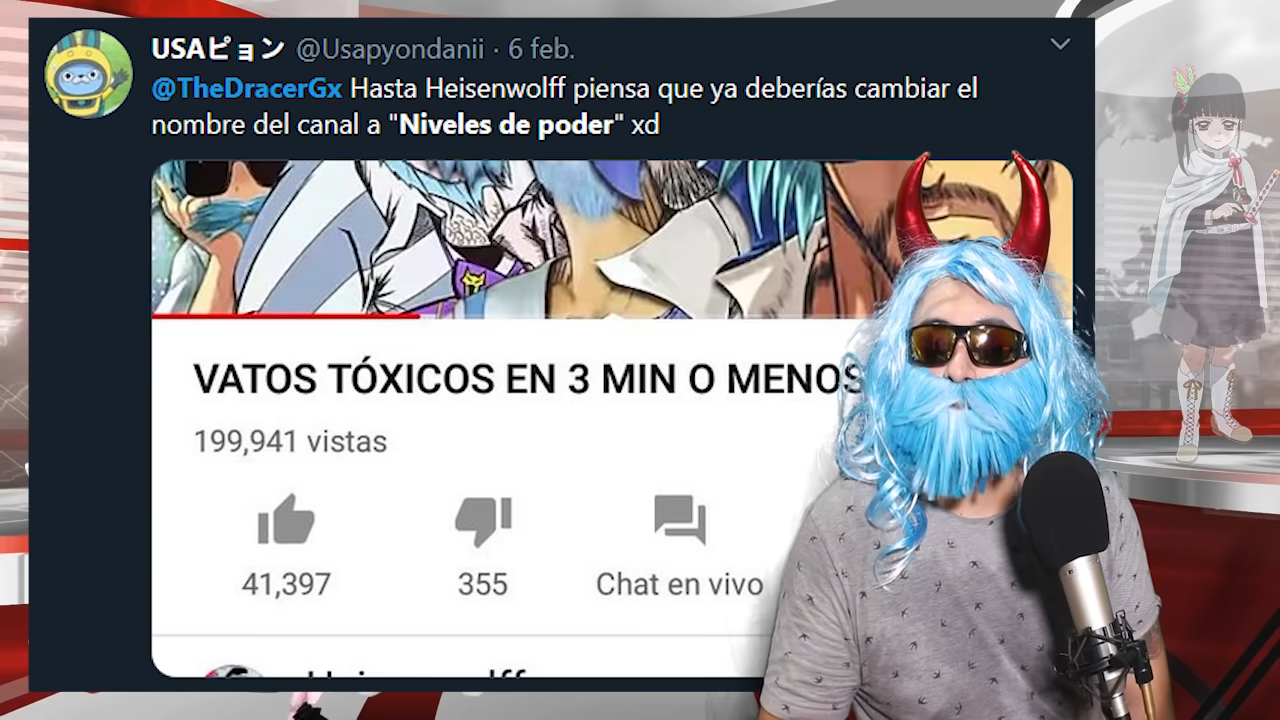 USAピョン @Usapyondanii · 6 feb.
@TheDracerGx Hasta Heisenwolff piensa que ya deberías cambiar el
nombre del canal a "Niveles de poder" xd
VATOS TÓXICOS EN 3 MIN O MENOS
199,941 vistas
41,397 355 Chat en vivo